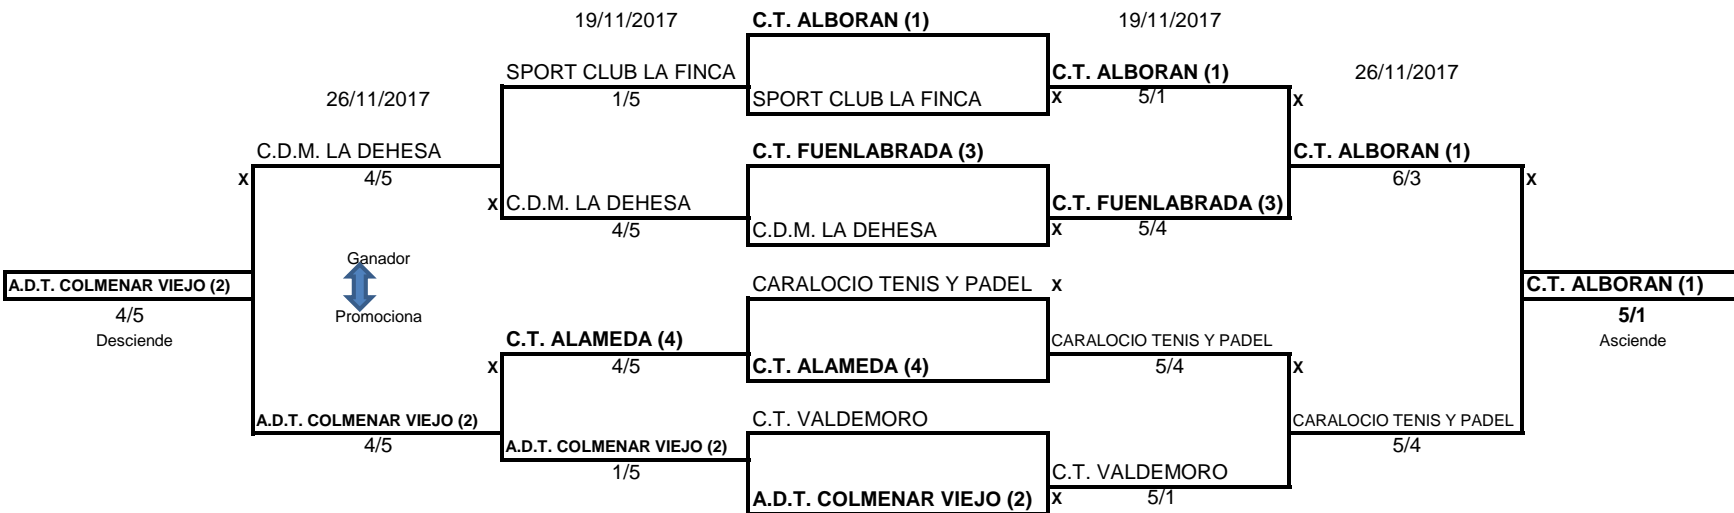 19/11/2017 C.T. ALBORAN (1) 19/11/2017
SPORT CLUB LA FINCA C.T. ALBORAN (1) 26/11/2017
26/11/2017 1/5 SPORT CLUB LA FINCA x 5/1 x
C.D.M. LA DEHESA C.T. FUENLABRADA (3) C.T. ALBORAN (1)
x 4/5 6/3 x
x C.D.M. LA DEHESA C.T. FUENLABRADA (3)
4/5 C.D.M. LA DEHESA x 5/4
Ganador
A.D.T. COLMENAR VIEJO (2) CARALOCIO TENIS Y PADEL x C.T. ALBORAN (1)
4/5 Promociona 5/1
Desciende C.T. ALAMEDA (4) CARALOCIO TENIS Y PADEL Asciende
x 4/5 C.T. ALAMEDA (4) 5/4 x
A.D.T. COLMENAR VIEJO (2) C.T. VALDEMORO CARALOCIO TENIS Y PADEL
4/5 A.D.T. COLMENAR VIEJO (2) 5/4
1/5 C.T. VALDEMORO
A.D.T. COLMENAR VIEJO (2) x 5/1